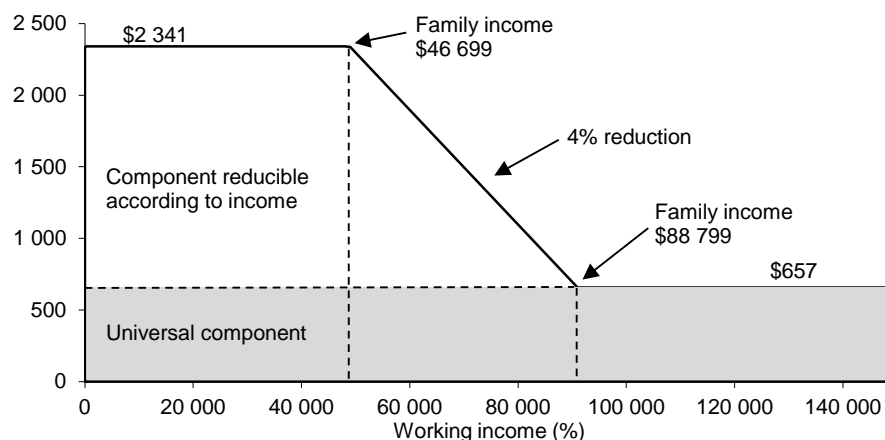 2 500
$2 341
Family income
$46 699
2 000
4% reduction
1 500
Component reducible
according to income
Family income
$88 799
1 000
$657
500
Universal component
0
0
20 000
40 000
60 000
80 000
100 000
120 000
140 000
Working income (%)